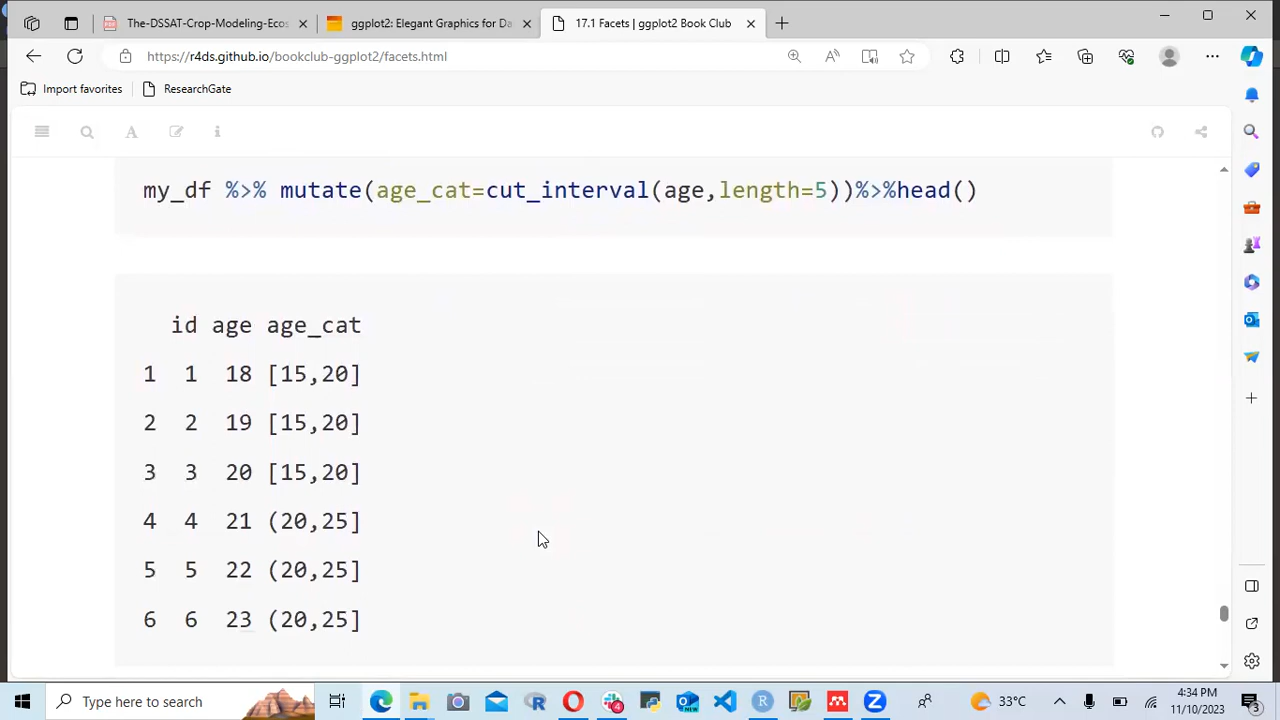 The-DSSAT-Crop-Modeling-Ecos
ggplot2: Elegant Graphics for Da
17.1 Facets | ggplot2 Book Club
https://r4ds.github.io/bookclub-ggplot2/facets.html
Import favorites
ResearchGate
my_df %>% mutate(age_cat=cut_interval(age,length=5))%>%head()
id age age_cat
1 1 18 [15,20]
2 2 19 [15,20]
3 3 20 [15,20]
4 4 21 (20,25]
5 5 22 (20,25]
6 6 23 (20,25]
Type here to search
33°C
4:34 PM
11/10/2023